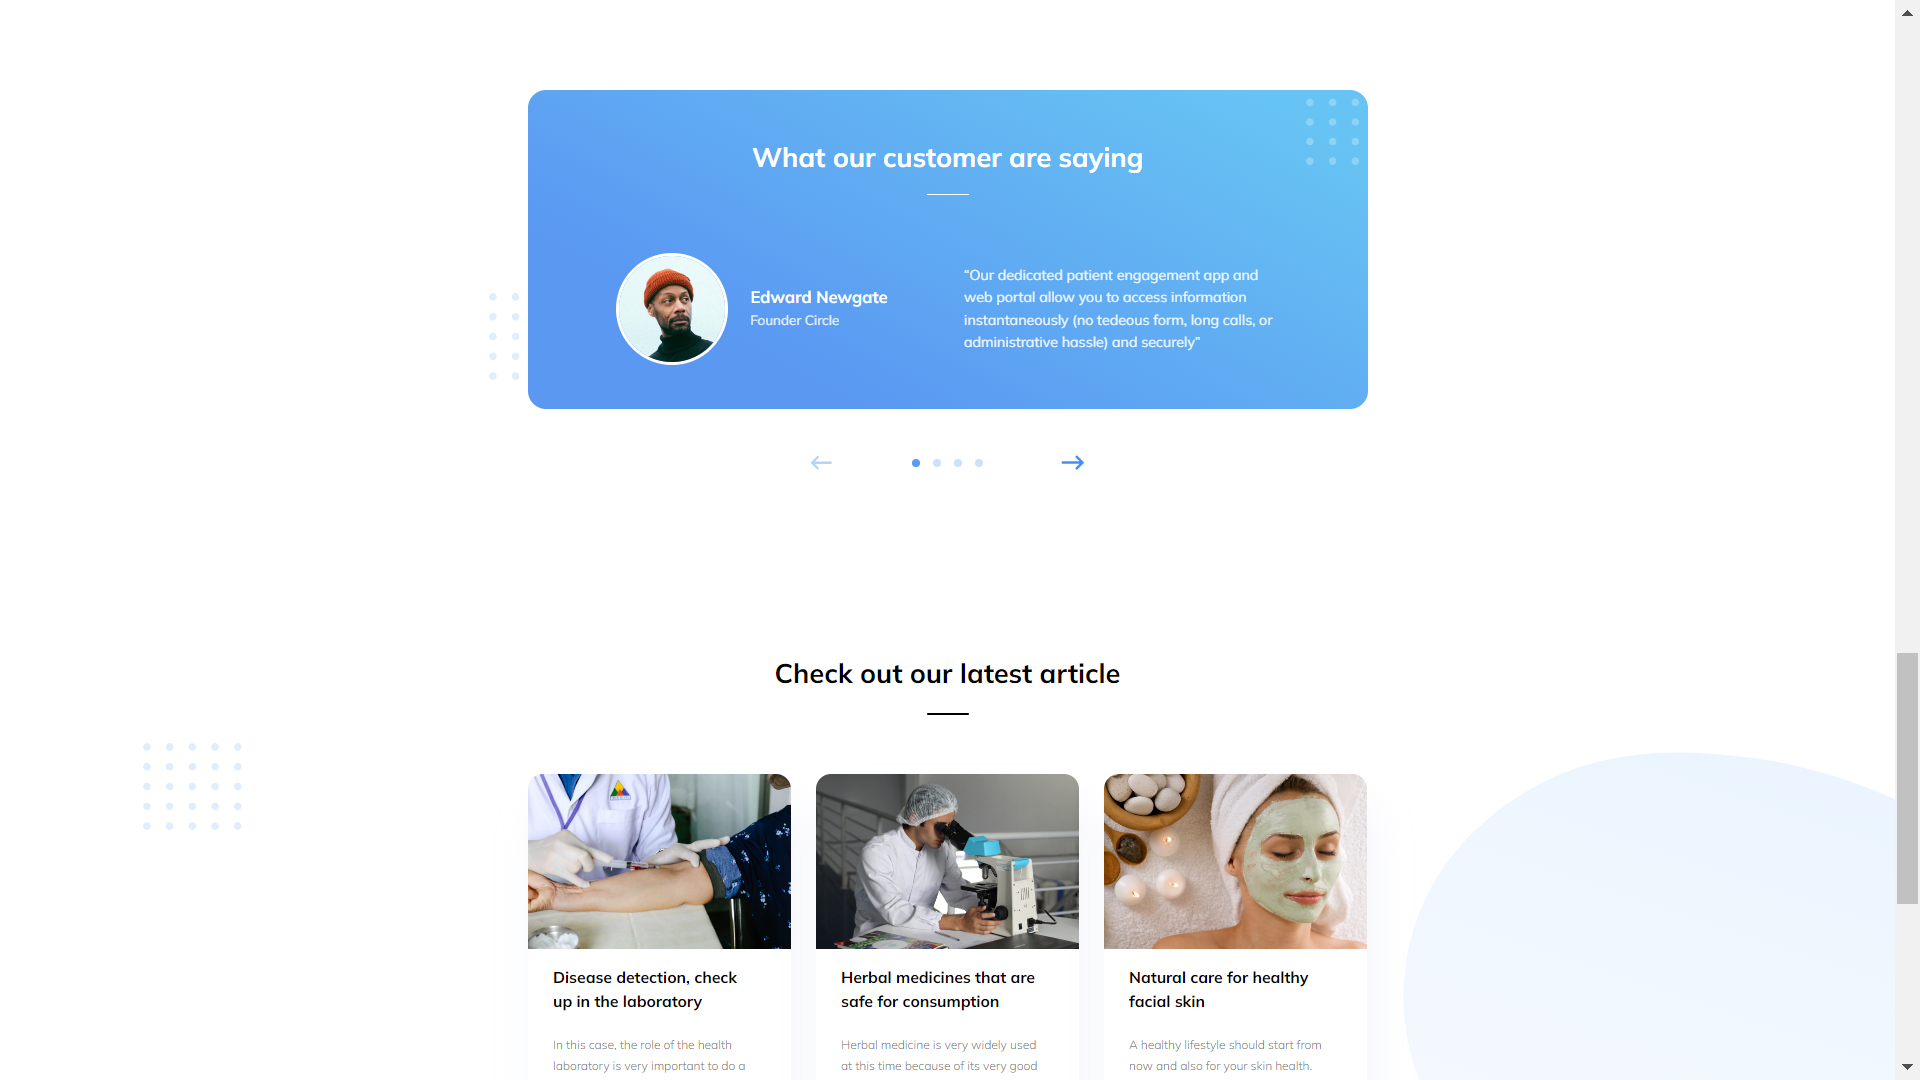 What our customer are saying
Edward Newgate
Founder Circle
“Our dedicated patient engagement app and
web portal allow you to access information
instantaneously (no tedeous form, long calls, or
administrative hassle) and securely”
Check out our latest article
Disease detection, check
up in the laboratory
In this case, the role of the health
laboratory is very important to do a
Herbal medicines that are
safe for consumption
Herbal medicine is very widely used
at this time because of its very good
Natural care for healthy
facial skin
A healthy lifestyle should start from
now and also for your skin health.